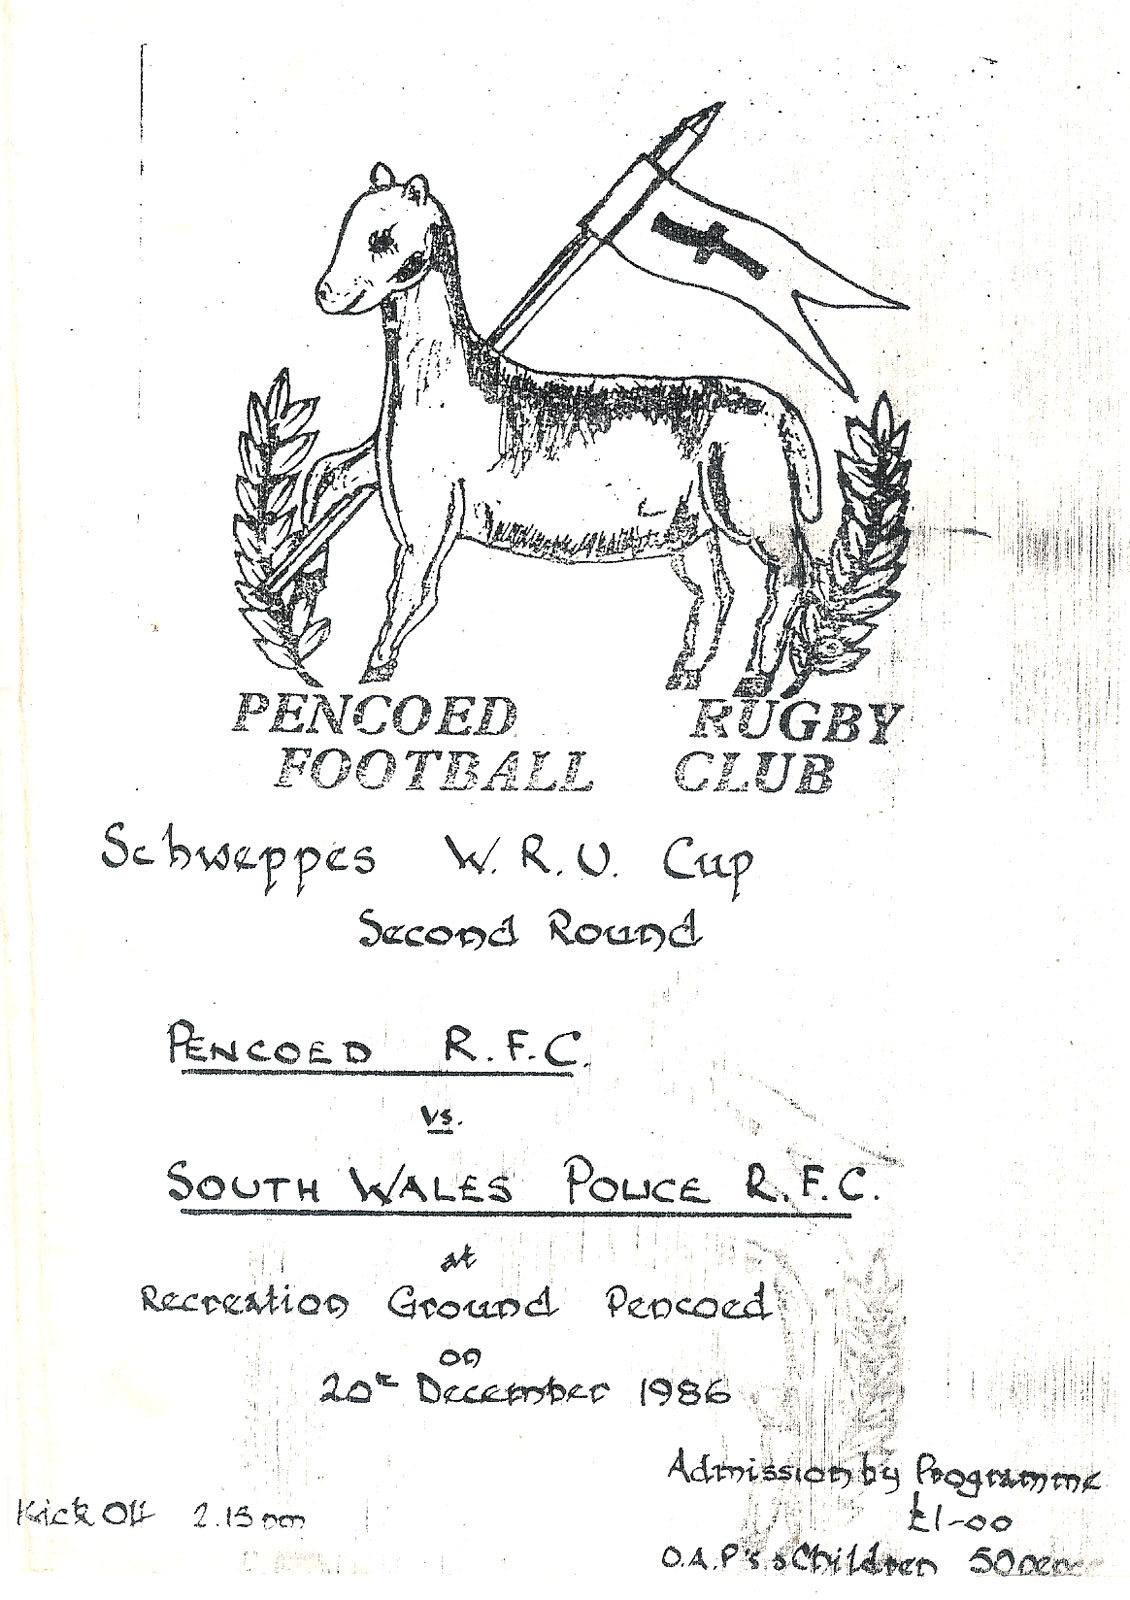 PENCOED RUGBY
FOOTBALL CLUB
Schweppes W.R.U. Cup
Second Round
PENCOED R.F.C.
vs.
SOUTH WALES POLICE R.F.C.
at
Recreation Ground Pencoed
on
20th December 1986
Admission by Programme
Kick Off 2.15pm £1-00
O.A.P's & Children 50pence